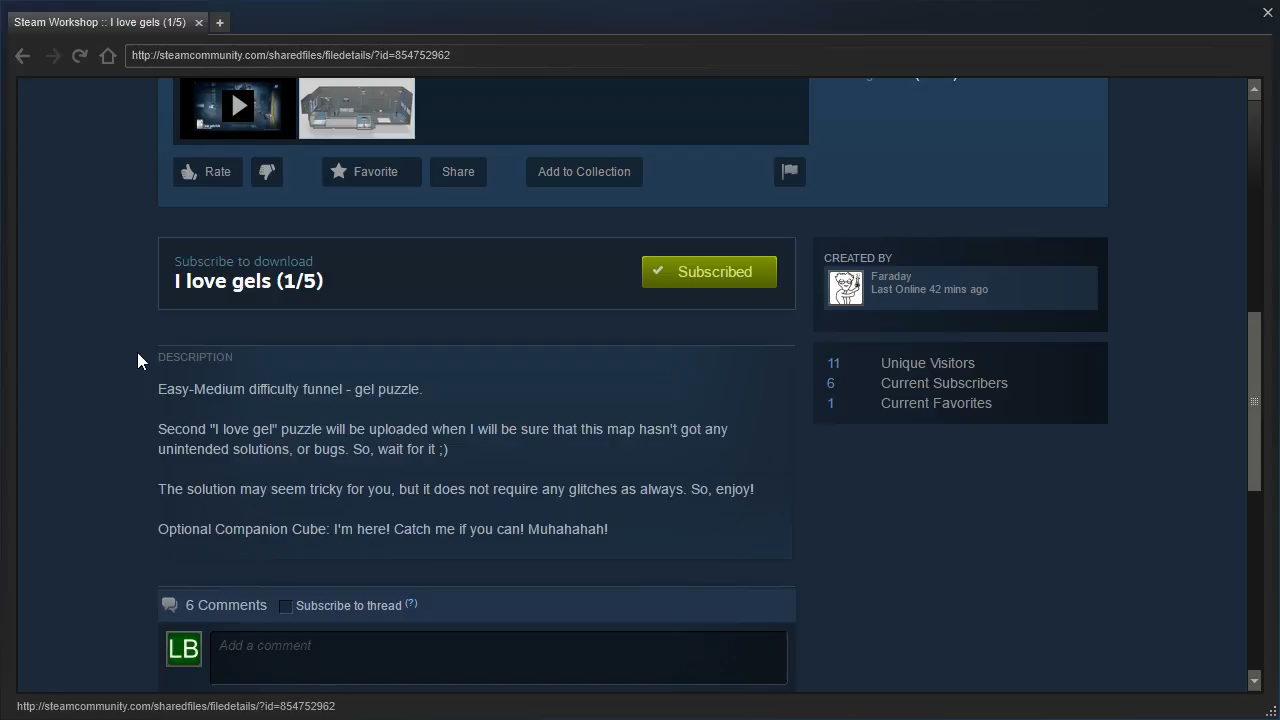 Steam Workshop :: I love gels (1/5)
http://steamcommunity.com/sharedfiles/filedetails/?id=854752962
Rate
Favorite
Share
Add to Collection
Subscribe to download
I love gels (1/5)
Subscribed
CREATED BY
Faraday
Last Online 42 mins ago
11 Unique Visitors
6 Current Subscribers
1 Current Favorites
DESCRIPTION
Easy-Medium difficulty funnel - gel puzzle.
Second "I love gel" puzzle will be uploaded when I will be sure that this map hasn't got any
unintended solutions, or bugs. So, wait for it ;)
The solution may seem tricky for you, but it does not require any glitches as always. So, enjoy!
Optional Companion Cube: I'm here! Catch me if you can! Muhahahah!
6 Comments
Subscribe to thread (?)
LB
Add a comment
http://steamcommunity.com/sharedfiles/filedetails/?id=854752962